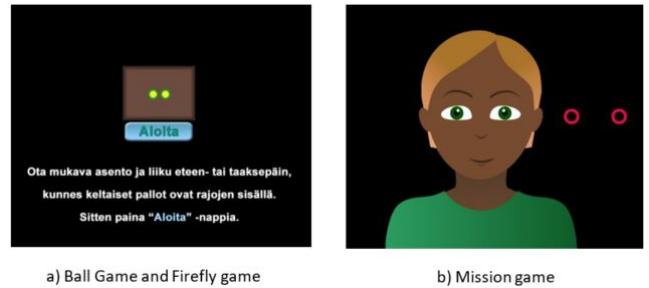 Aloita
Ota mukava asento ja liiku eteen- tai taaksepäin,
kunnes keltaiset pallot ovat rajojen sisällä.
Sitten paina “Aloita” -nappia.
a) Ball Game and Firefly game
b) Mission game